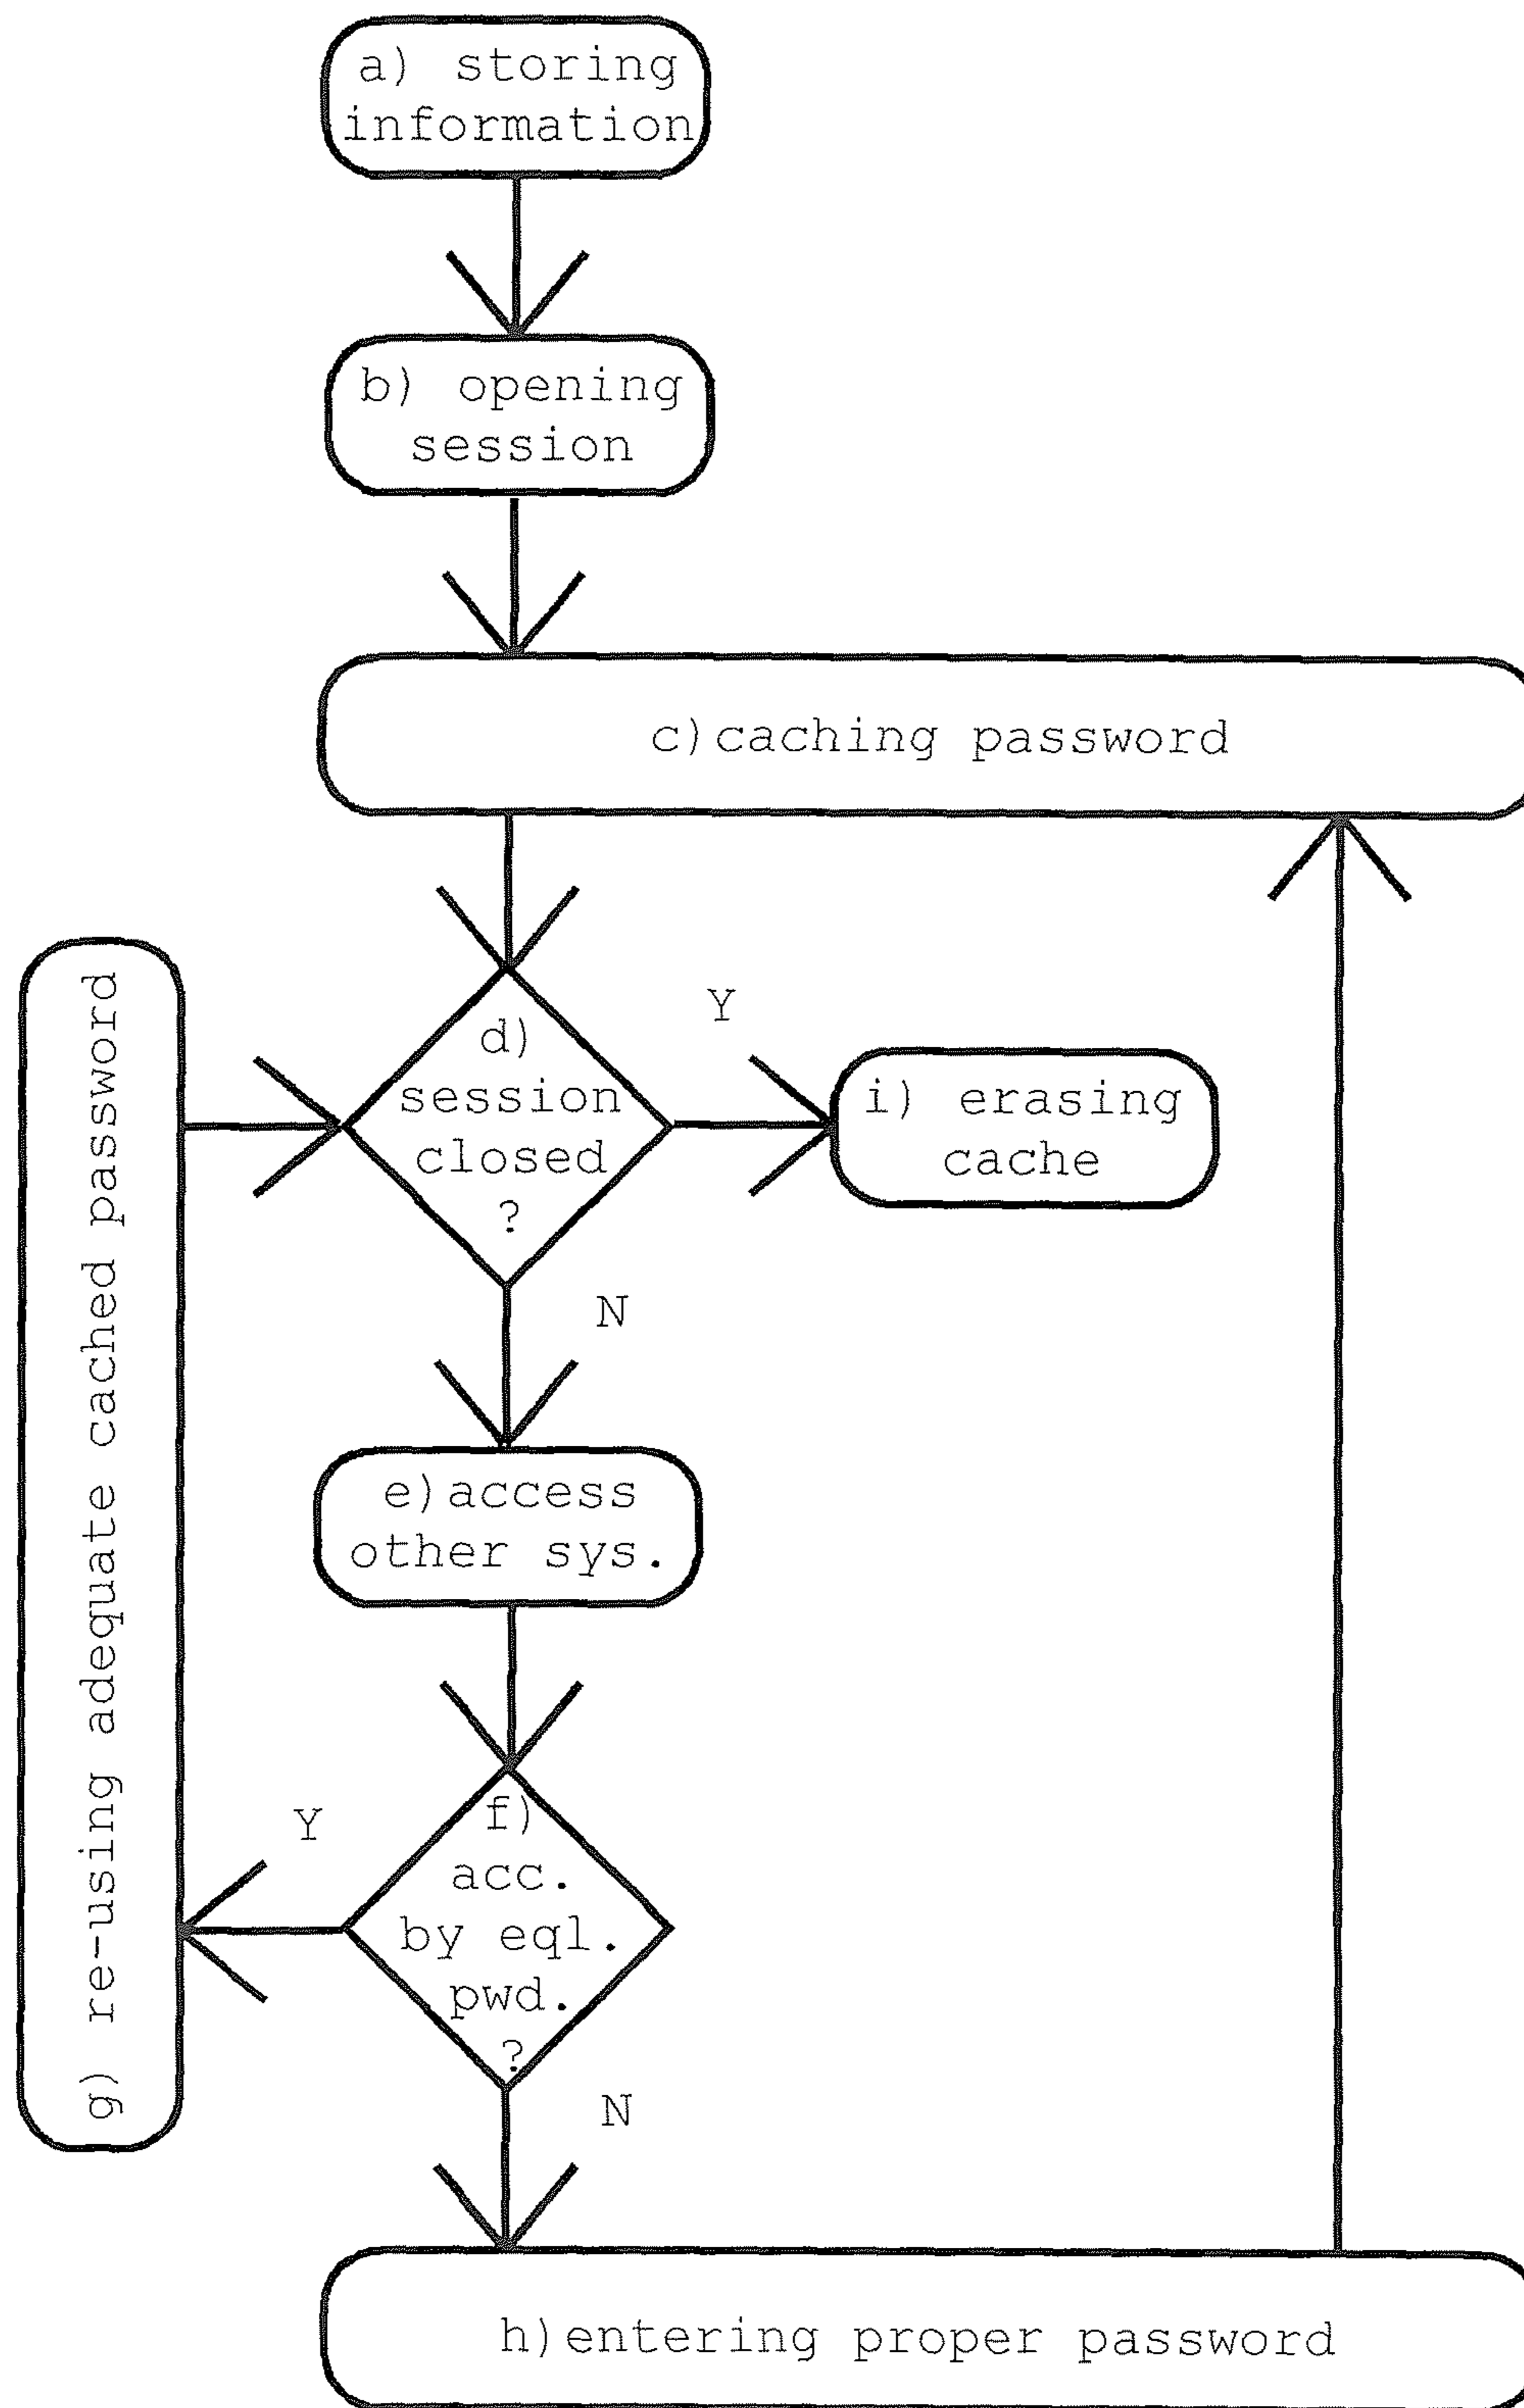 a) storing
information
b) opening
session
c)caching password
d)
session
closed
?
Y
i) erasing
cache
N
e)access
other sys.
f)
acc.
by eql.
pwd.
?
Y
g) re-using adequate cached password
N
h)entering proper password